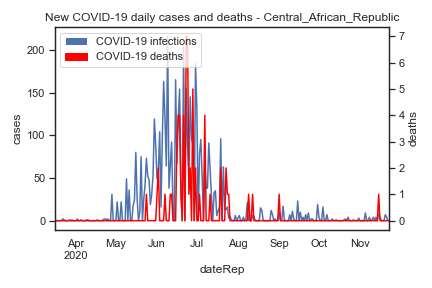 New COVID-19 daily cases and deaths - Central_African_Republic
COVID-19 infections
COVID-19 deaths
200
150
100
50
0
cases
7
6
5
4
3
2
1
0
deaths
Apr May Jun Jul Aug Sep Oct Nov
2020
dateRep